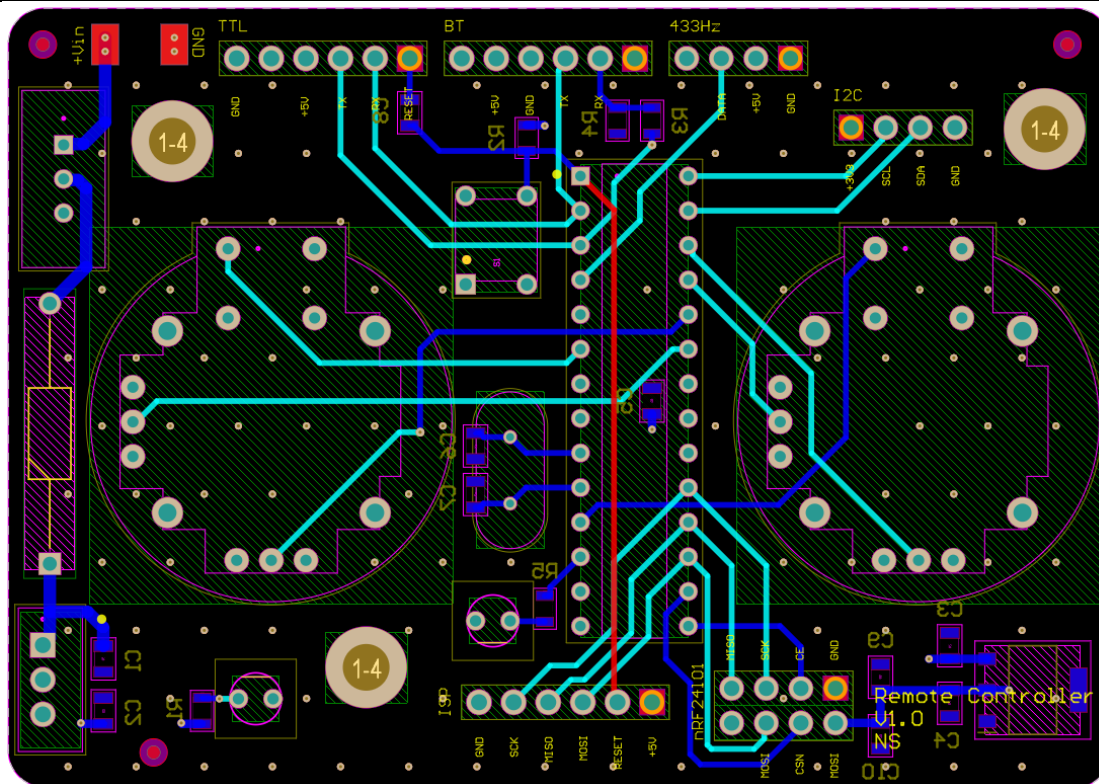 +Vin
GND
TTL
BT
433Hz
I2C
GND
+5V
TX
RX
RESET
+5V
GND
TX
RX
DATA
+5V
GND
+3V3
SCL
SDA
GND
C8
R2
R4
R3
1-4
1-4
S1
C5
C6
C7
R5
1-4
C1
C2
R1
ISP
GND
SCK
MISO
MOSI
RESET
+5V
nRF24l01
MISO
SCK
CE
GND
MOSI
CSN
MOSI
C9
C3
C10
C4
Remote Controller
V1.0
NS